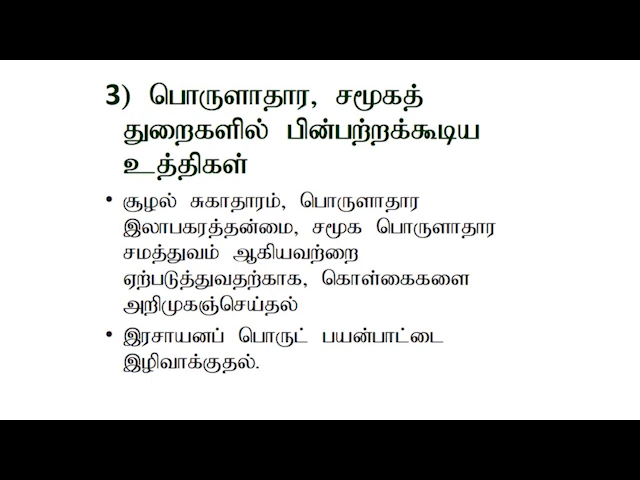 3) பொருளாதார, சமூகத்
துறைகளில் பின்பற்றக்கூடிய
உத்திகள்
• சூழல் சுகாதாரம், பொருளாதார
இலாபகரத்தன்மை, சமூக பொருளாதார
சமத்துவம் ஆகியவற்றை
ஏற்படுத்துவதற்காக, கொள்கைகளை
அறிமுகஞ்செய்தல்
• இரசாயனப் பொருட் பயன்பாட்டை
இழிவாக்குதல்.